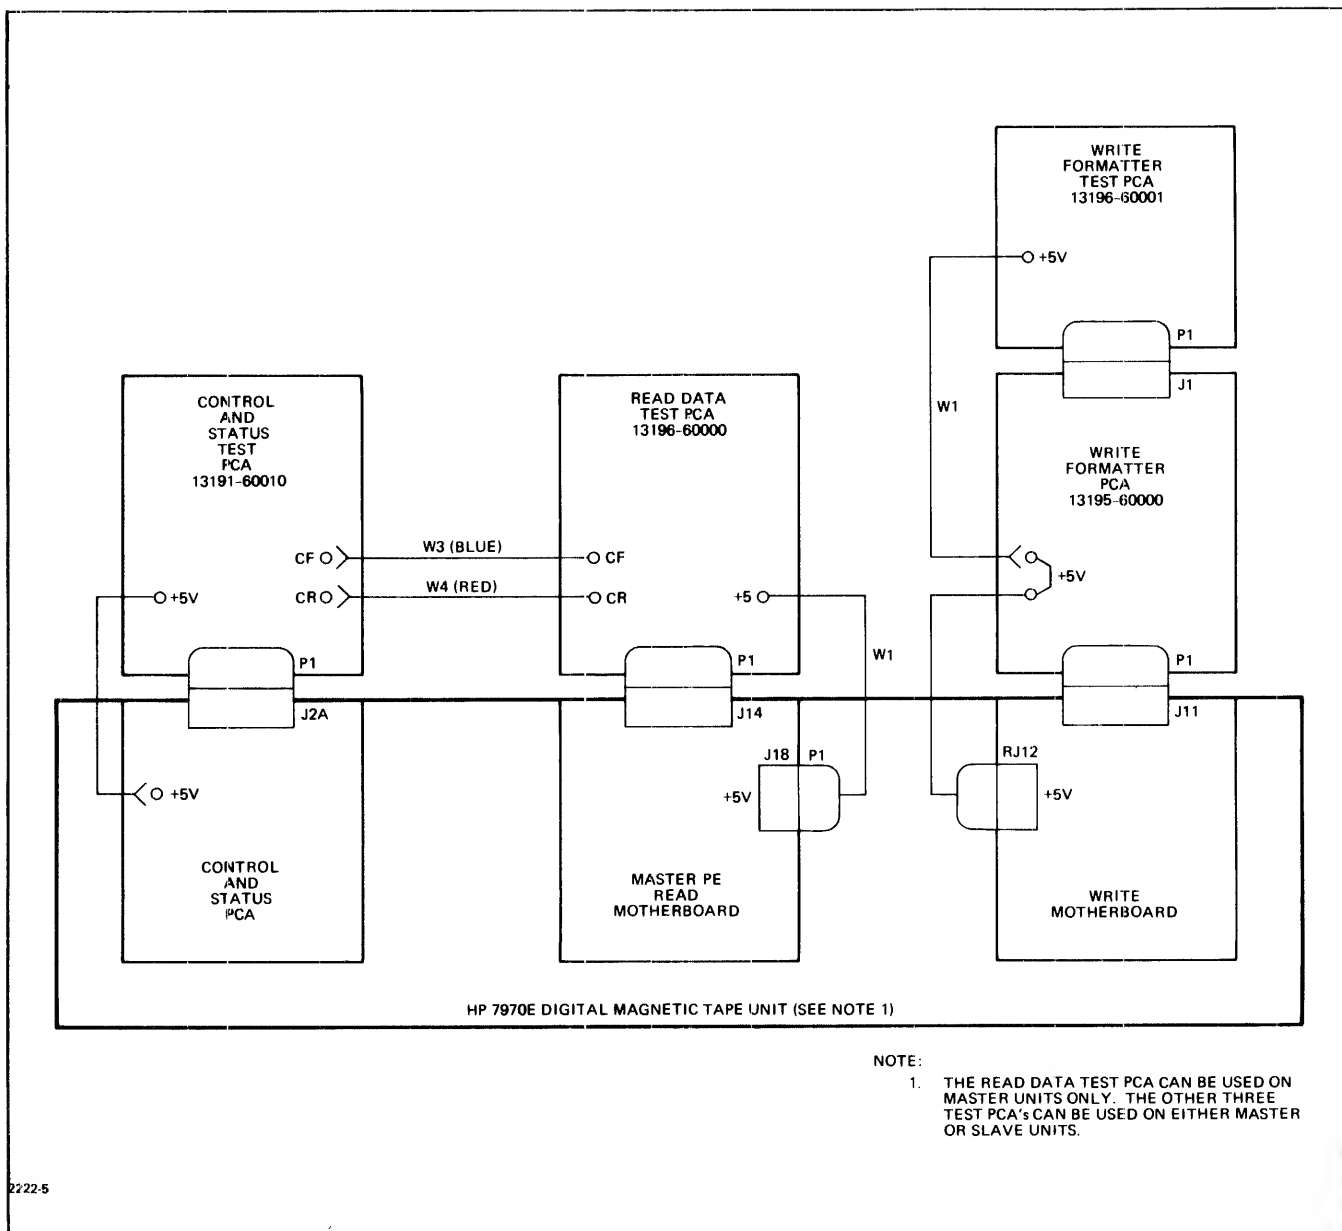 WRITE
FORMATTER
TEST PCA
13196-60001
+5V
P1
J1
W1
WRITE
FORMATTER
PCA
13195-60000
+5V
P1
J11
CONTROL
AND
STATUS
TEST
PCA
13191-60010
CF
CR
+5V
P1
J2A
W3 (BLUE)
W4 (RED)
READ DATA
TEST PCA
13196-60000
CF
CR
+5
W1
P1
J14
J18 P1
+5V
RJ12
+5V
+5V
CONTROL
AND
STATUS
PCA
MASTER PE
READ
MOTHERBOARD
WRITE
MOTHERBOARD
HP 7970E DIGITAL MAGNETIC TAPE UNIT (SEE NOTE 1)
NOTE:
1. THE READ DATA TEST PCA CAN BE USED ON
MASTER UNITS ONLY. THE OTHER THREE
TEST PCA's CAN BE USED ON EITHER MASTER
OR SLAVE UNITS.
2222-5